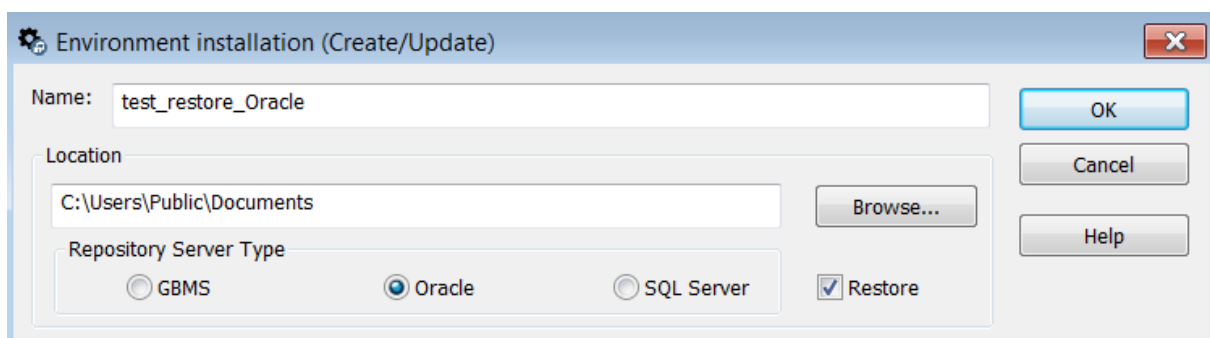 Environment installation (Create/Update)
Name: test_restore_Oracle
OK
Location
Cancel
C:\Users\Public\Documents Browse...
Repository Server Type
Help
GBMS Oracle SQL Server Restore